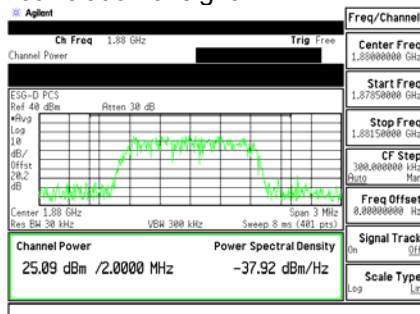 Agilent
Freq/Channel
Ch Freq 1.88 GHz Trig Free
Channel Power
Center Freq
1.88000000 GHz
Start Freq
1.87850000 GHz
Stop Freq
1.88150000 GHz
CF Step
300.000000 kHz
Auto Man
Freq Offset
0.00000000 Hz
Signal Track
On Off
Scale Type
Log Lin
ESG-D PCS
Ref 40 dBm Atten 30 dB
#Avg
Log
10
dB/
Offst
20.2
dB
Center 1.88 GHz Span 3 MHz
Res BW 30 kHz VBW 300 kHz Sweep 8 ms (401 pts)
Channel Power Power Spectral Density
25.09 dBm /2.0000 MHz -37.92 dBm/Hz